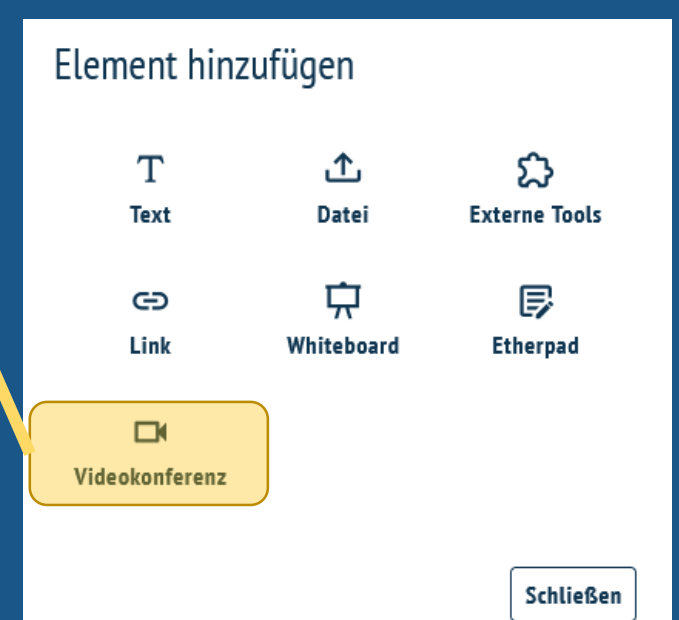 Element hinzufügen
Text Datei Externe Tools
Link Whiteboard Etherpad
Videokonferenz
Schließen